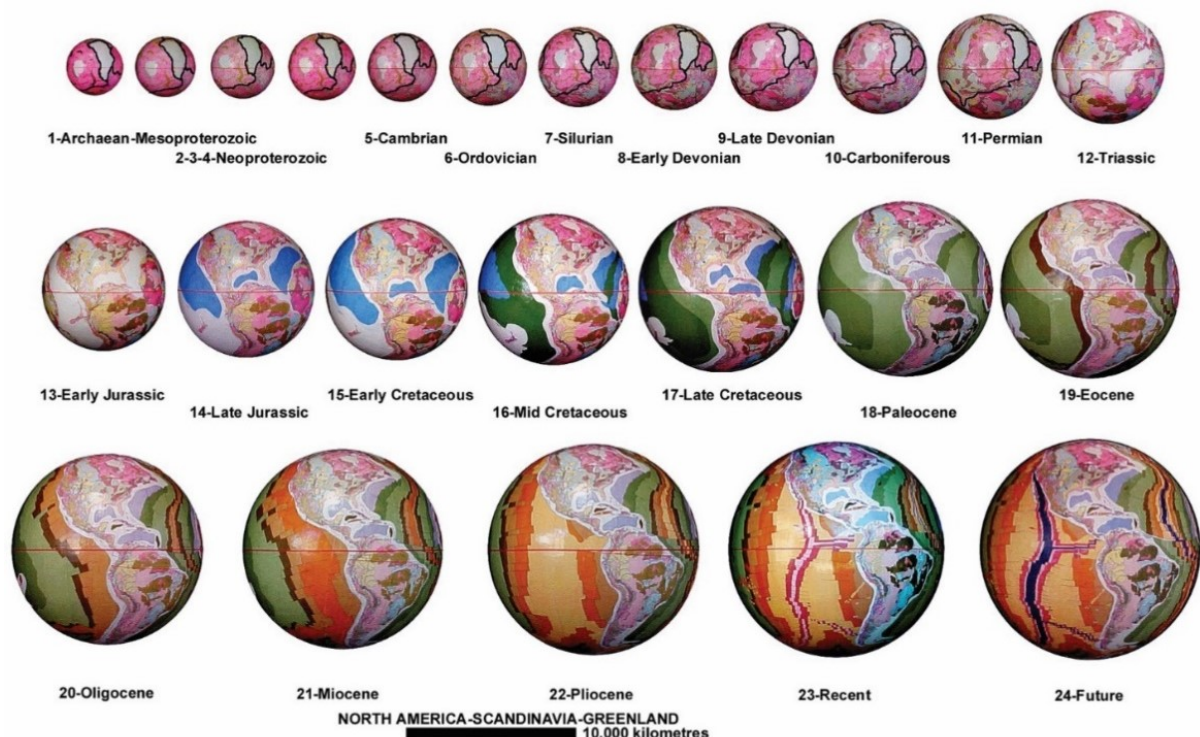 1-Archaean-Mesoproterozoic
2-3-4-Neoproterozoic
5-Cambrian
6-Ordovician
7-Silurian
8-Early Devonian
9-Late Devonian
10-Carboniferous
11-Permian
12-Triassic
13-Early Jurassic
14-Late Jurassic
15-Early Cretaceous
16-Mid Cretaceous
17-Late Cretaceous
18-Paleocene
19-Eocene
20-Oligocene
21-Miocene
22-Pliocene
23-Recent
24-Future
NORTH AMERICA-SCANDINAVIA-GREENLAND
10,000 kilometres